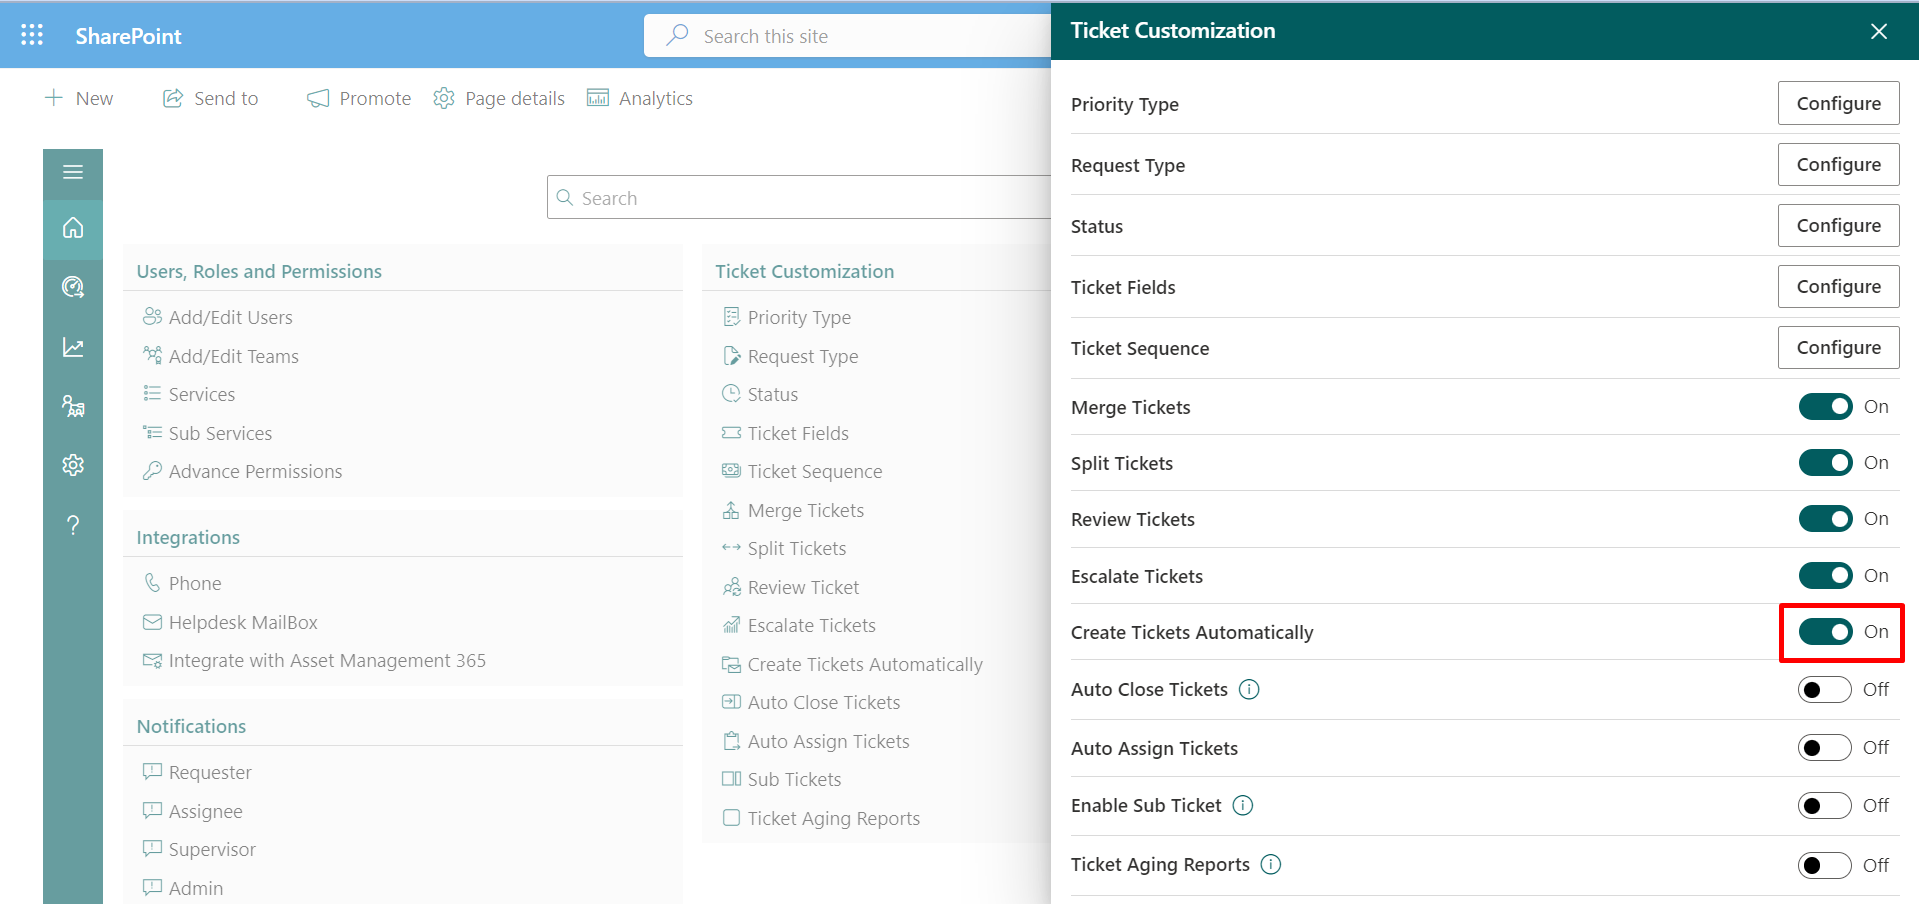 SharePoint
Search this site
New
Send to
Promote
Page details
Analytics
Search
Users, Roles and Permissions
Add/Edit Users
Add/Edit Teams
Services
Sub Services
Advance Permissions
Integrations
Phone
Helpdesk MailBox
Integrate with Asset Management 365
Notifications
Requester
Assignee
Supervisor
Admin
Ticket Customization
Priority Type
Request Type
Status
Ticket Fields
Ticket Sequence
Merge Tickets
Split Tickets
Review Ticket
Escalate Tickets
Create Tickets Automatically
Auto Close Tickets
Auto Assign Tickets
Sub Tickets
Ticket Aging Reports
Ticket Customization
Priority Type Configure
Request Type Configure
Status Configure
Ticket Fields Configure
Ticket Sequence Configure
Merge Tickets On
Split Tickets On
Review Tickets On
Escalate Tickets On
Create Tickets Automatically On
Auto Close Tickets Off
Auto Assign Tickets Off
Enable Sub Ticket Off
Ticket Aging Reports Off